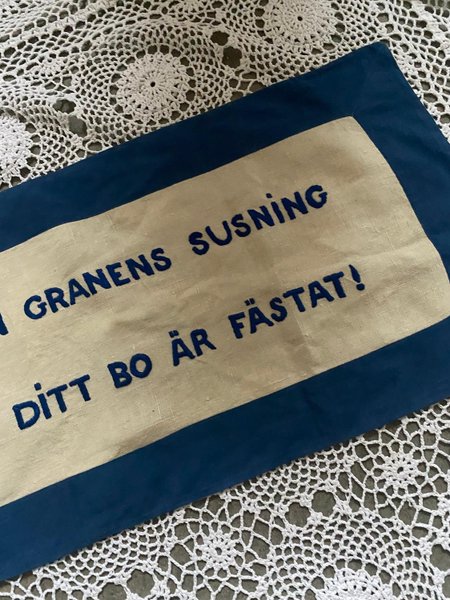 GRANENS SUSNING
DITT BO ÄR FÄSTAT!